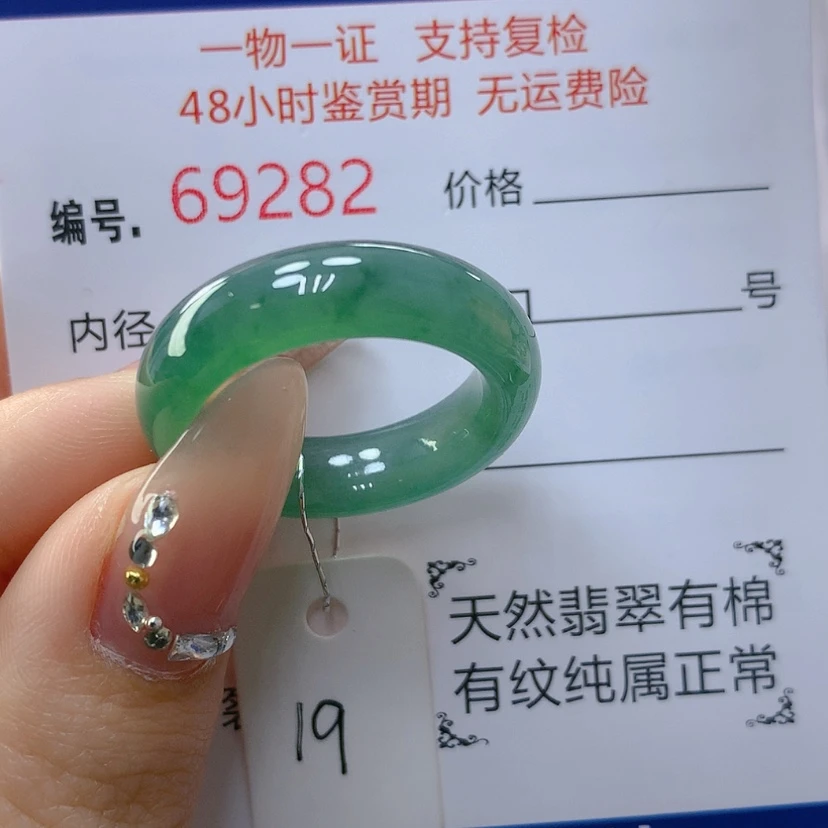 一物一证 支持复检
48小时鉴赏期 无运费险
编号. 69282 价格
内径 号
天然翡翠有棉
有纹纯属正常
19